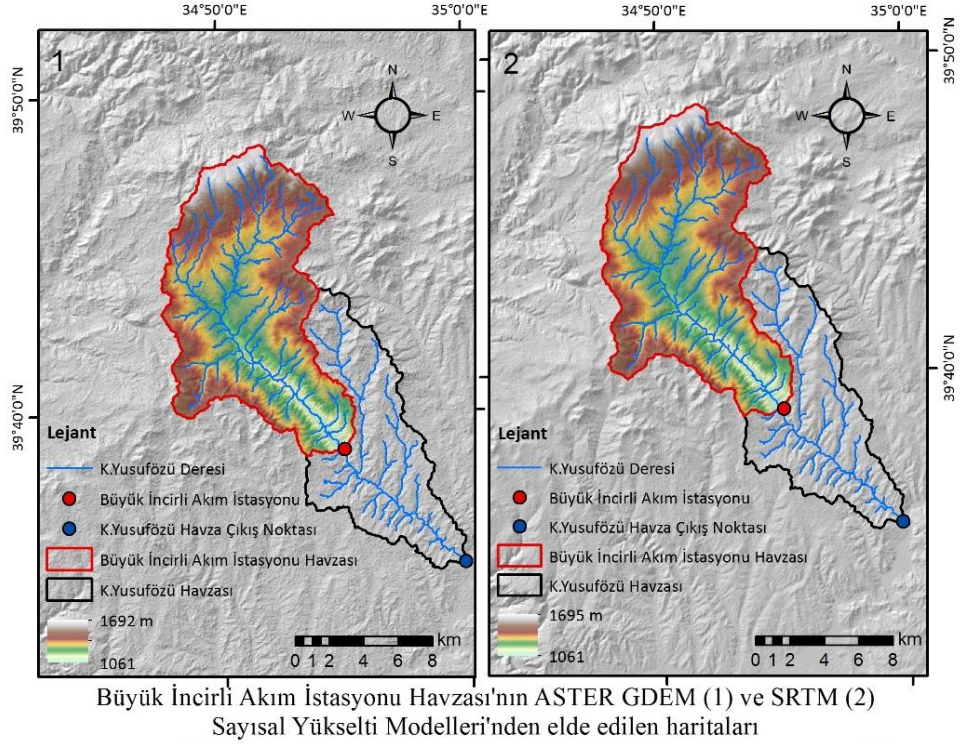 34°50'0"E
35°0'0"E
34°50'0"E
35°0'0"E
1
N
W
E
S
39°50'0"N
39°40'0"N
Lejant
K.Yusufözü Deresi
Büyük İncirli Akım İstasyonu
K.Yusufözü Havza Çıkış Noktası
Büyük İncirli Akım İstasyonu Havzası
K.Yusufözü Havzası
1692 m
1061
km
0 1 2 4 6 8
2
N
W
E
S
39°50'0"N
39°40'0"N
Lejant
K.Yusufözü Deresi
Büyük İncirli Akım İstasyonu
K.Yusufözü Havza Çıkış Noktası
Büyük İncirli Akım İstasyonu Havzası
K.Yusufözü Havzası
1695 m
1061
km
0 1 2 4 6 8
Büyük İncirli Akım İstasyonu Havzası'nın ASTER GDEM (1) ve SRTM (2)
Sayısal Yükselti Modelleri'nden elde edilen haritaları